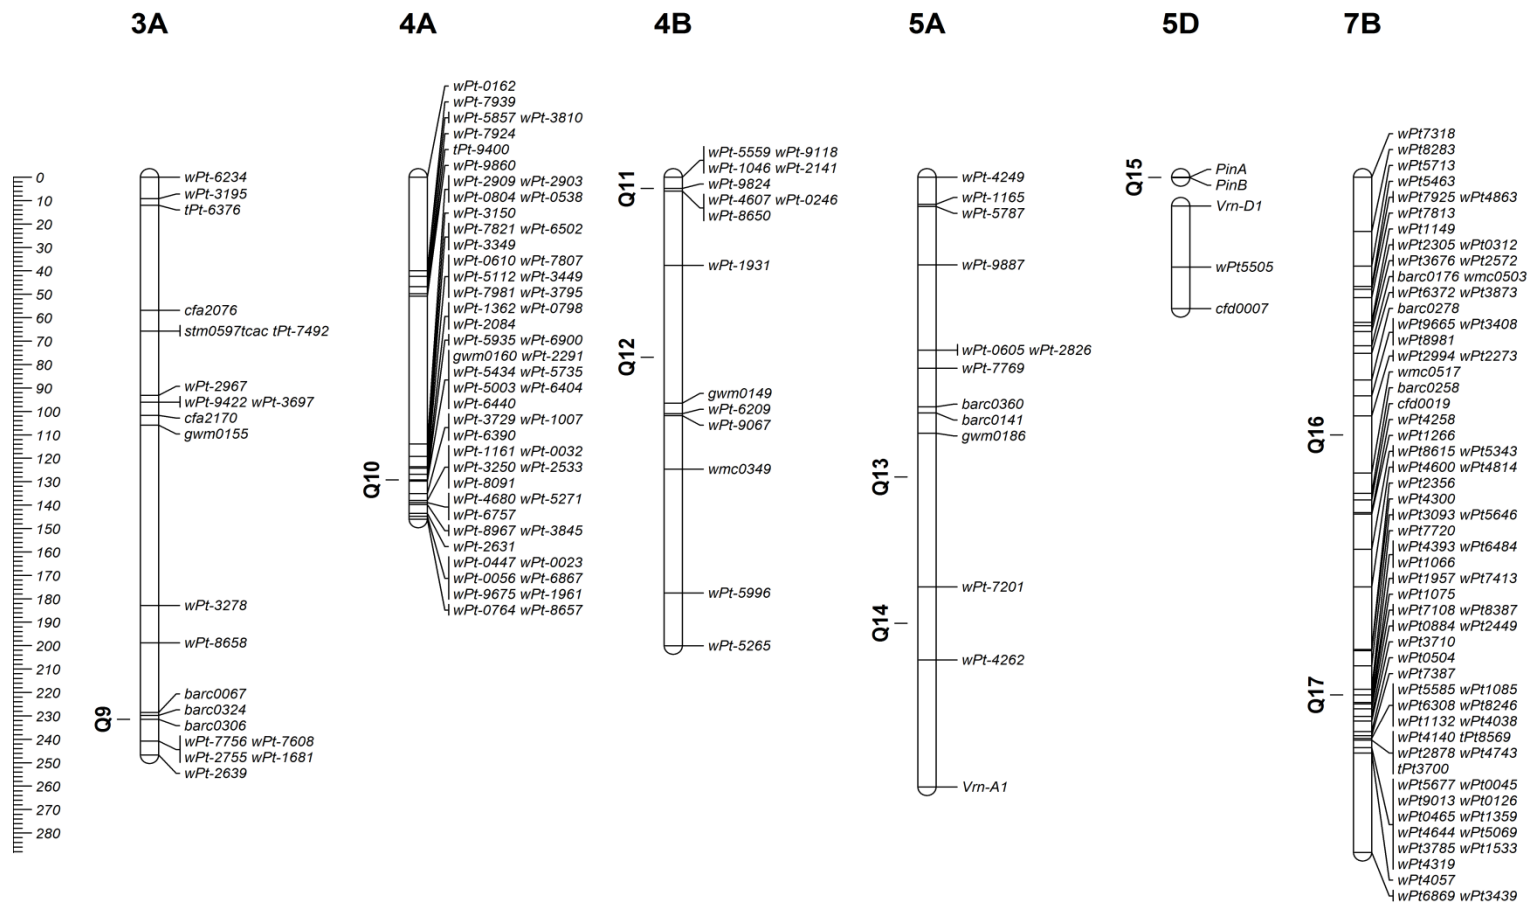 3A
4A
4B
5A
5D
7B
0
10
20
30
40
50
60
70
80
90
100
110
120
130
140
150
160
170
180
190
200
210
220
230
240
250
260
270
280
Q9
wPt-6234
wPt-3195
tPt-6376
cfa2076
stm0597tcac tPt-7492
wPt-2967
wPt-9422 wPt-3697
cfa2170
gwm0155
wPt-3278
wPt-8658
barc0067
barc0324
barc0306
wPt-7756 wPt-7608
wPt-2755 wPt-1681
wPt-2639
Q10
wPt-0162
wPt-7939
wPt-5857 wPt-3810
wPt-7924
tPt-9400
wPt-9860
wPt-2909 wPt-2903
wPt-0804 wPt-0538
wPt-3150
wPt-7821 wPt-6502
wPt-3349
wPt-0610 wPt-7807
wPt-5112 wPt-3449
wPt-7981 wPt-3795
wPt-1362 wPt-0798
wPt-2084
wPt-5935 wPt-6900
gwm0160 wPt-2291
wPt-5434 wPt-5735
wPt-5003 wPt-6404
wPt-6440
wPt-3729 wPt-1007
wPt-6390
wPt-1161 wPt-0032
wPt-3250 wPt-2533
wPt-8091
wPt-4680 wPt-5271
wPt-6757
wPt-8967 wPt-3845
wPt-2631
wPt-0447 wPt-0023
wPt-0056 wPt-6867
wPt-9675 wPt-1961
wPt-0764 wPt-8657
Q11
Q12
wPt-5559 wPt-9118
wPt-1046 wPt-2141
wPt-9824
wPt-4607 wPt-0246
wPt-8650
wPt-1931
gwm0149
wPt-6209
wPt-9067
wmc0349
wPt-5996
wPt-5265
Q13
Q14
wPt-4249
wPt-1165
wPt-5787
wPt-9887
wPt-0605 wPt-2826
wPt-7769
barc0360
barc0141
gwm0186
wPt-7201
wPt-4262
Vrn-A1
Q15
PinA
PinB
Vrn-D1
wPt5505
cfd0007
Q16
Q17
wPt7318
wPt8283
wPt5713
wPt5463
wPt7925 wPt4863
wPt7813
wPt1149
wPt2305 wPt0312
wPt3676 wPt2572
barc0176 wmc0503
wPt6372 wPt3873
barc0278
wPt9665 wPt3408
wPt8981
wPt2994 wPt2273
wmc0517
barc0258
cfd0019
wPt4258
wPt1266
wPt8615 wPt5343
wPt4600 wPt4814
wPt2356
wPt4300
wPt3093 wPt5646
wPt7720
wPt4393 wPt6484
wPt1066
wPt1957 wPt7413
wPt1075
wPt7108 wPt8387
wPt0884 wPt2449
wPt3710
wPt0504
wPt7387
wPt5585 wPt1085
wPt6308 wPt8246
wPt1132 wPt4038
wPt4140 tPt8569
wPt2878 wPt4743
tPt3700
wPt5677 wPt0045
wPt9013 wPt0126
wPt0465 wPt1359
wPt4644 wPt5069
wPt3785 wPt1533
wPt4319
wPt4057
wPt6869 wPt3439